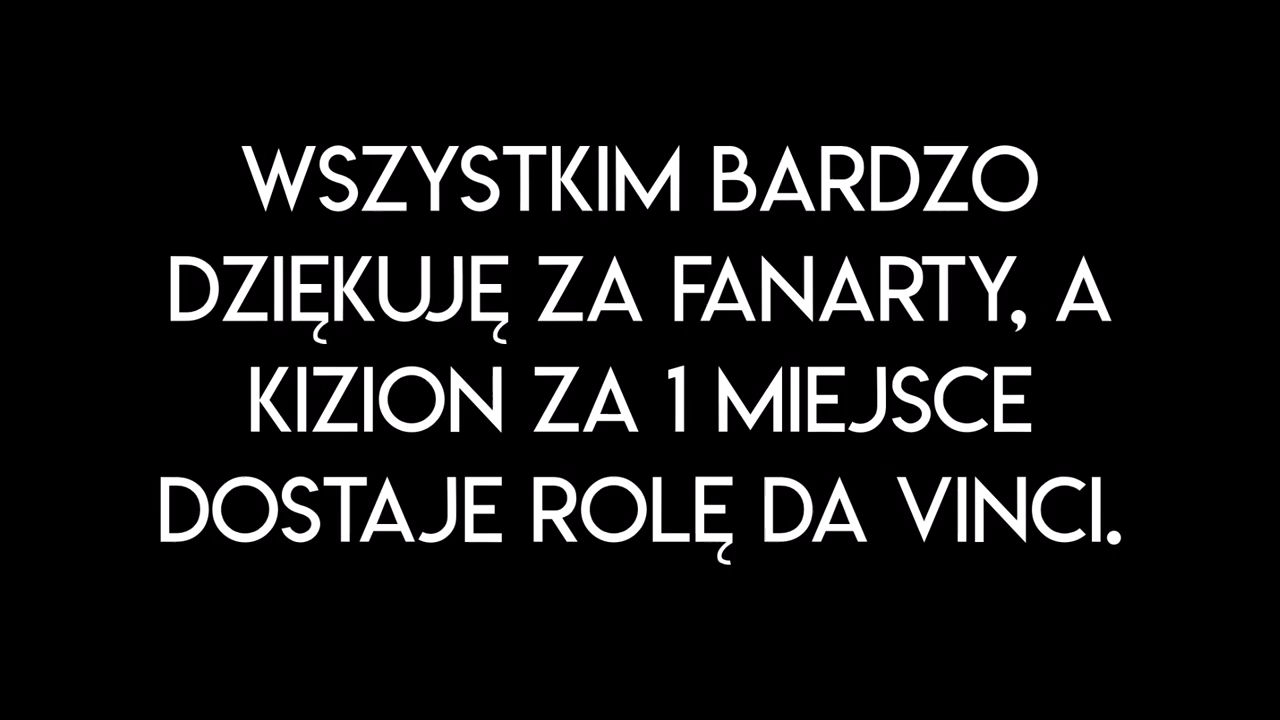 WSZYSTKIM BARDZO
DZIĘKUJĘ ZA FANARTY, A
KIZION ZA 1 MIEJSCE
DOSTAJE ROLĘ DA VINCI.